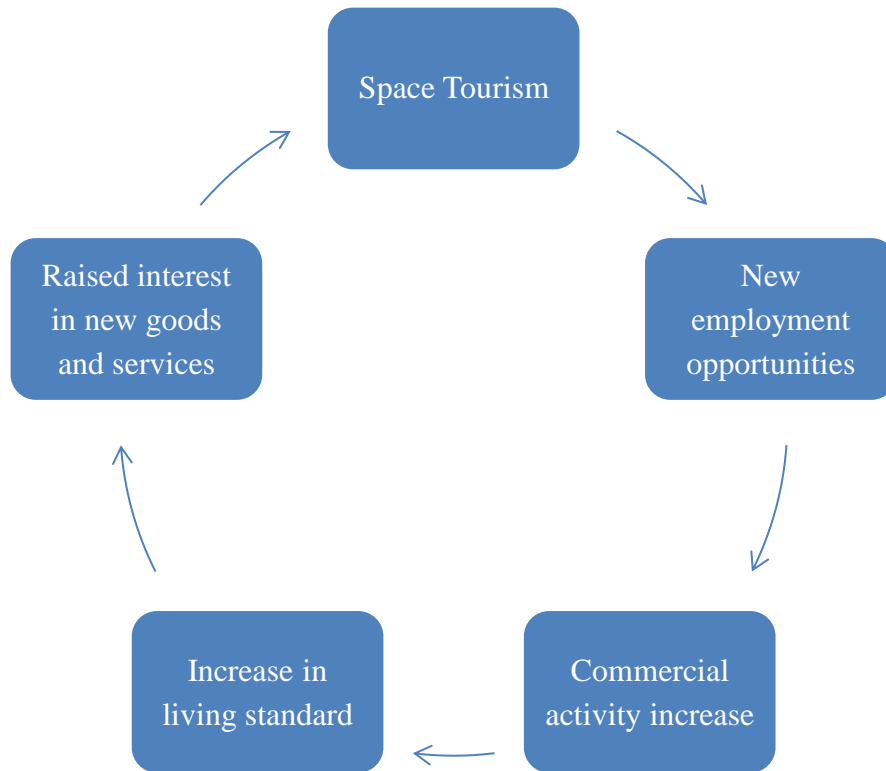 Space Tourism
New
employment
opportunities
Commercial
activity increase
Increase in
living standard
Raised interest
in new goods
and services